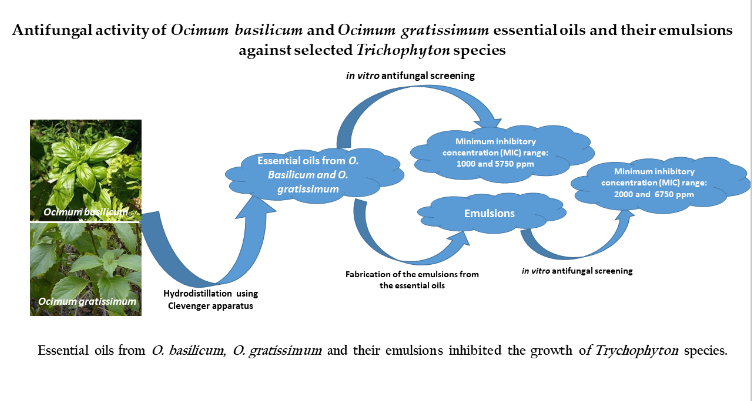 Antifungal activity of Ocimum basilicum and Ocimum gratissimum essential oils and their emulsions
against selected Trichophyton species
in vitro antifungal screening
Essential oils from O.
Basilicum and O.
gratissimum
Minimum inhibitory
concentration (MIC) range:
1000 and 5750 ppm
Minimum inhibitory
concentration (MIC) range:
2000 and 6750 ppm
Emulsions
Ocimum basilicum
Ocimum gratissimum
Hydrodistillation using
Clevenger apparatus
Fabrication of the emulsions from
the essential oils
in vitro antifungal screening
Essential oils from O. basilicum, O. gratissimum and their emulsions inhibited the growth of Trychophyton species.